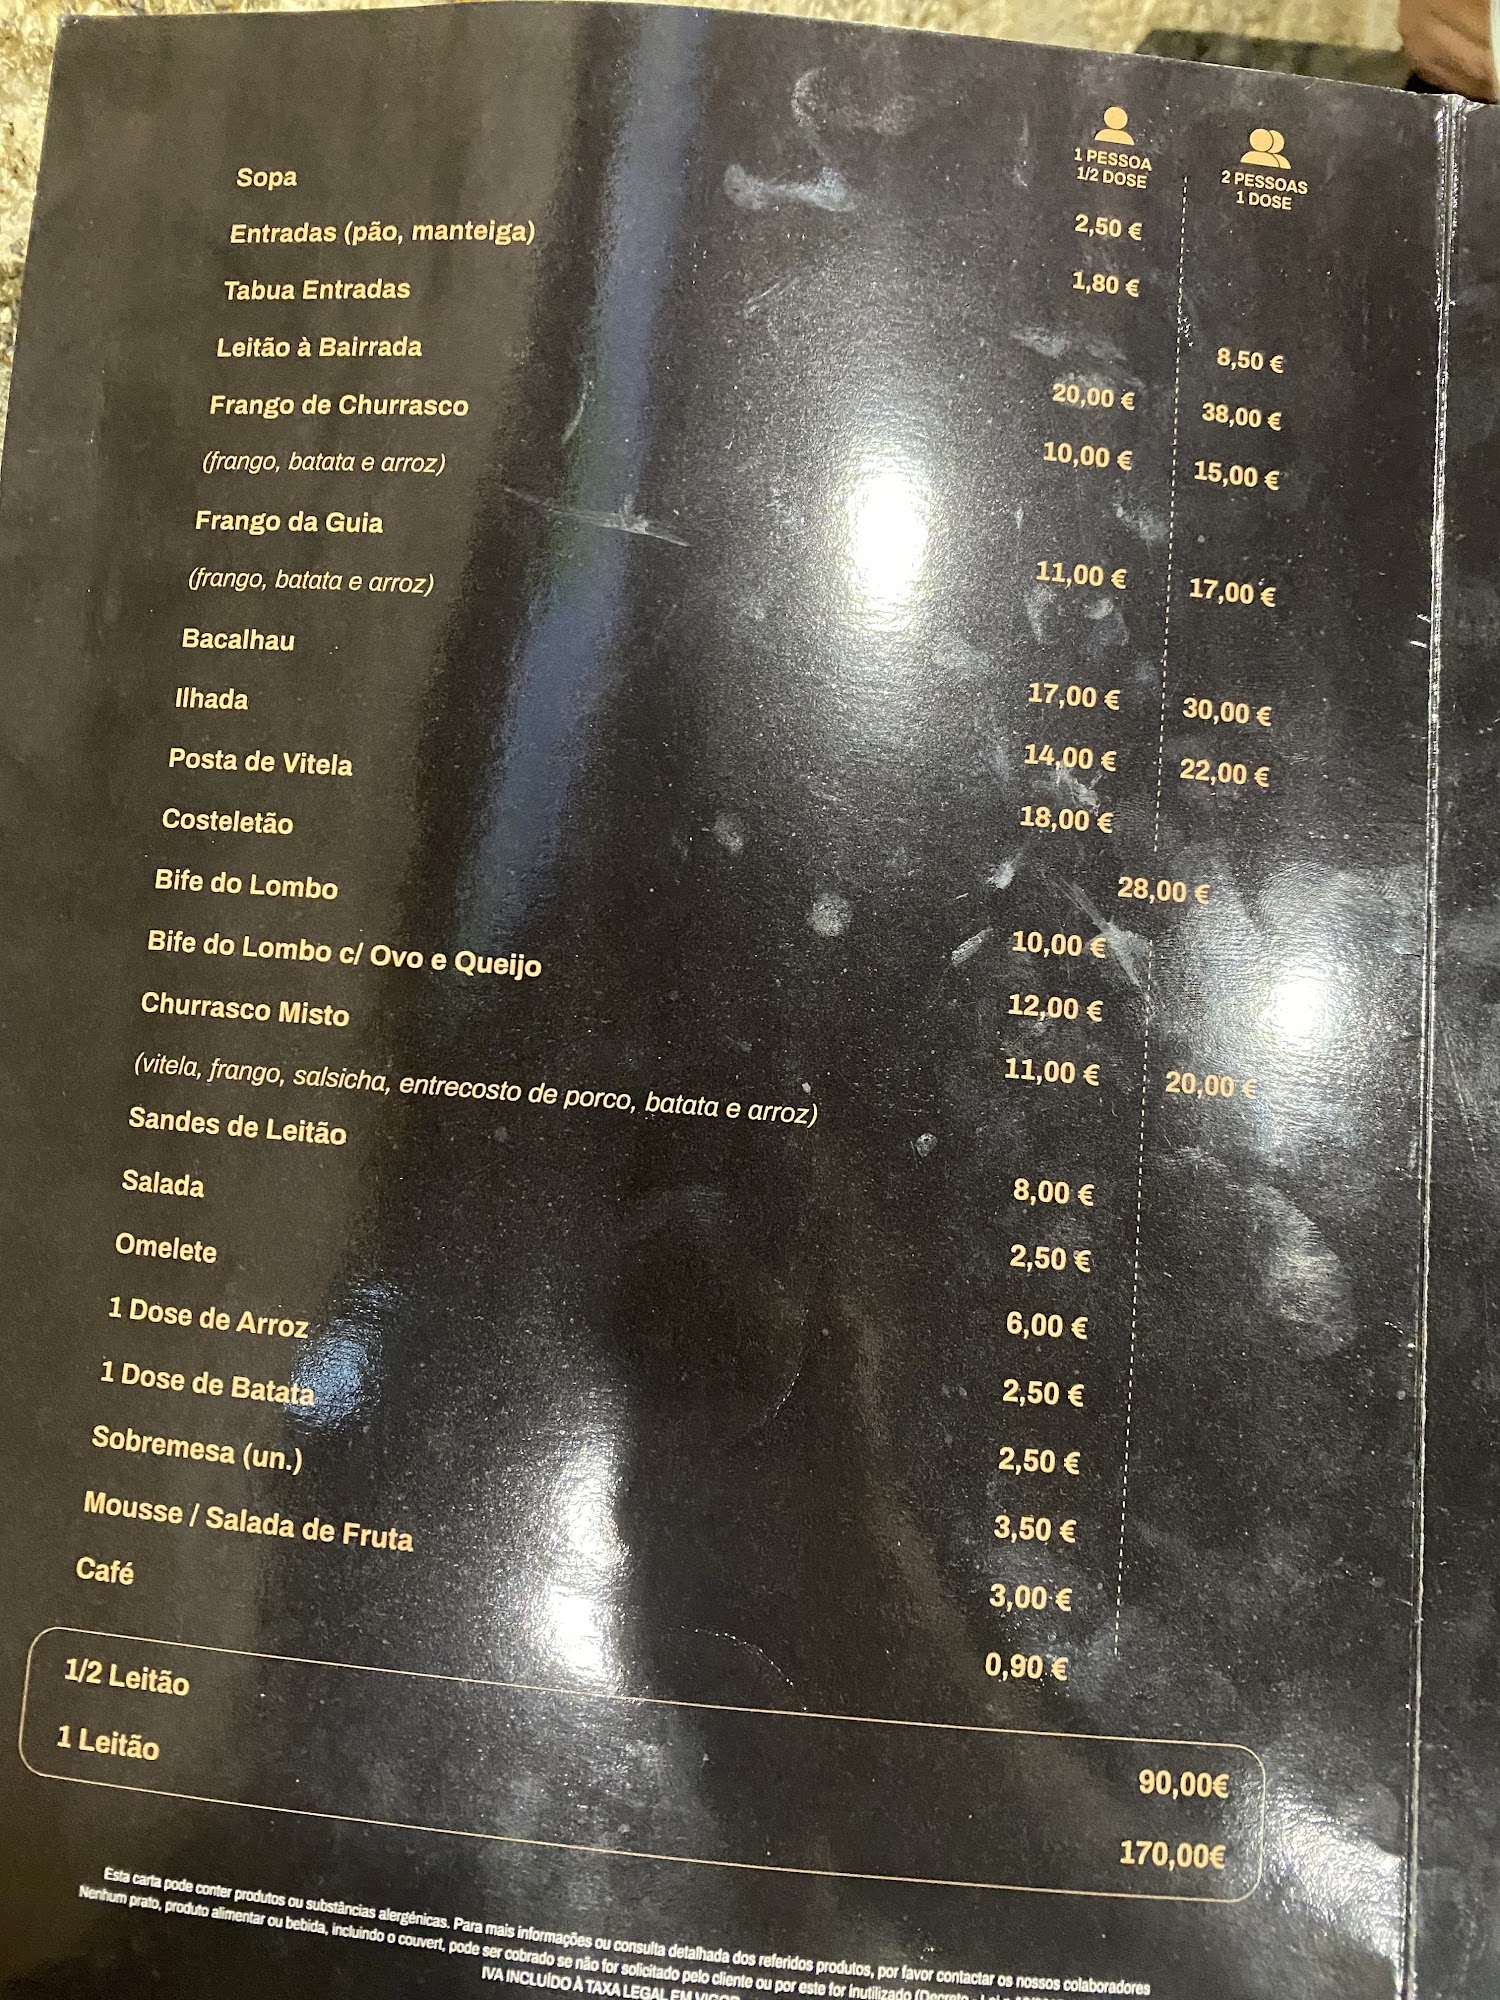 1 PESSOA 2 PESSOAS
1/2 DOSE 1 DOSE
Sopa 2,50 €
Entradas (pão, manteiga) 1,80 €
Tabua Entradas 8,50 €
Leitão à Bairrada 20,00 € 38,00 €
Frango de Churrasco 10,00 € 15,00 €
(frango, batata e arroz)
Frango da Guia 11,00 € 17,00 €
(frango, batata e arroz)
Bacalhau 17,00 € 30,00 €
Ilhada 14,00 € 22,00 €
Posta de Vitela 18,00 €
Costeletão 28,00 €
Bife do Lombo 10,00 €
Bife do Lombo c/ Ovo e Queijo 12,00 €
Churrasco Misto 11,00 € 20,00 €
(vitela, frango, salsicha, entrecosto de porco, batata e arroz)
Sandes de Leitão 8,00 €
Salada 2,50 €
Omelete 6,00 €
1 Dose de Arroz 2,50 €
1 Dose de Batata 2,50 €
Sobremesa (un.) 3,50 €
Mousse / Salada de Fruta 3,00 €
Café 0,90 €
1/2 Leitão 90,00€
1 Leitão 170,00€
Esta carta pode conter produtos ou substâncias alergénicas. Para mais informações ou consulta detalhada dos referidos produtos, por favor contactar os nossos colaboradores
Nenhum prato, produto alimentar ou bebida, incluindo o couvert, pode ser cobrado se não for solicitado pelo cliente ou por este for inutilizado (Decreto - Lei
IVA INCLUÍDO À TAXA LEGAL EM VIGOR